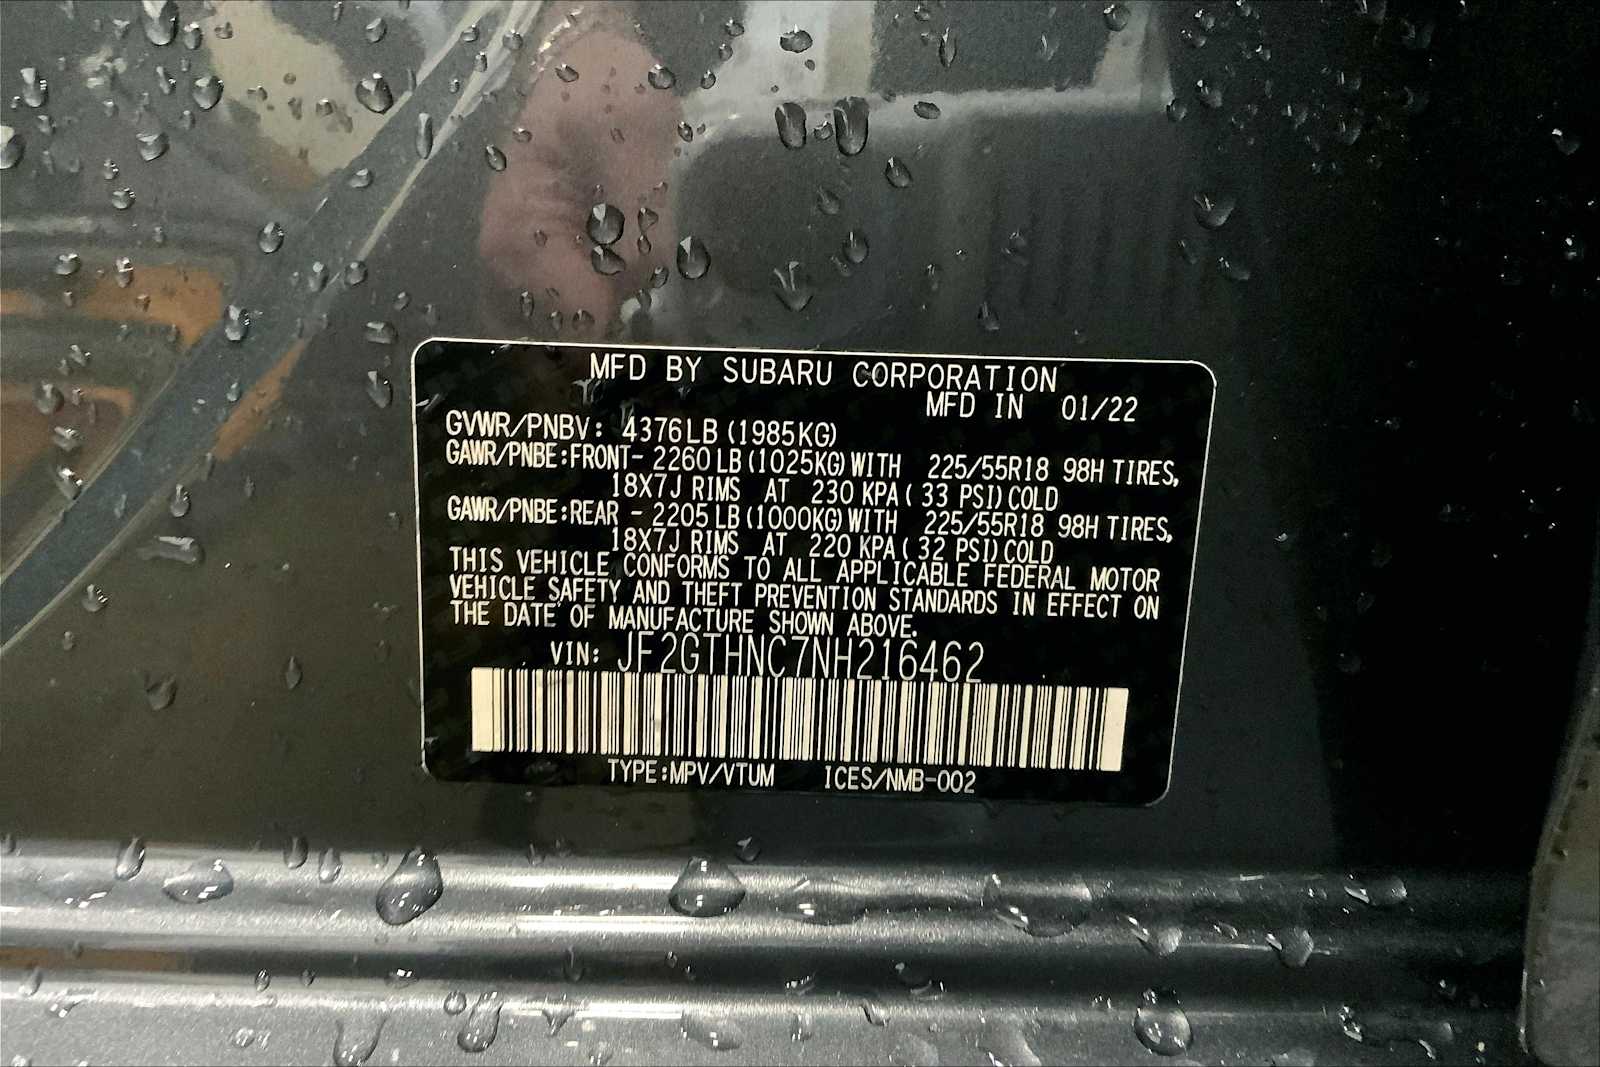 MFD BY SUBARU CORPORATION
MFD IN 01/22
GVWR/PNBV: 4376LB (1985KG)
GAWR/PNBE:FRONT- 2260 LB (1025KG) WITH 225/55R18 98H TIRES,
18X7J RIMS AT 230 KPA ( 33 PSI) COLD
GAWR/PNBE:REAR - 2205 LB (1000KG) WITH 225/55R18 98H TIRES,
18X7J RIMS AT 220 KPA ( 32 PSI) COLD
THIS VEHICLE CONFORMS TO ALL APPLICABLE FEDERAL MOTOR
VEHICLE SAFETY AND THEFT PREVENTION STANDARDS IN EFFECT ON
THE DATE OF MANUFACTURE SHOWN ABOVE.
VIN: JF2GTHNC7NH216462
TYPE:MPV/VTUM ICES/NMB-002